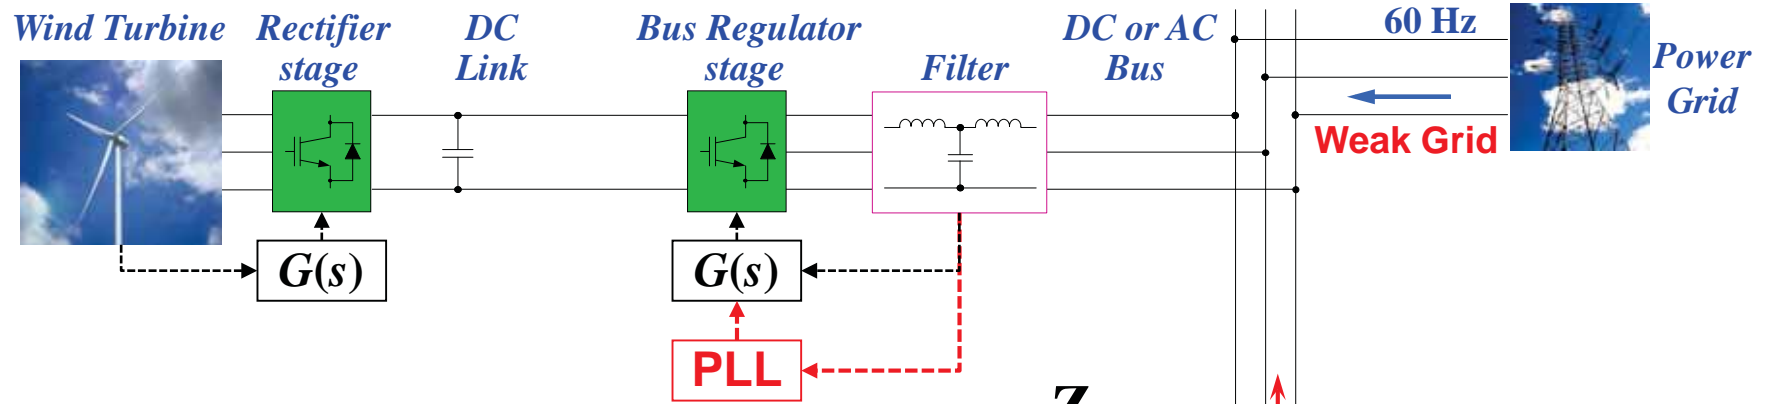 Wind Turbine
Rectifier
stage
DC
Link
Bus Regulator
stage
Filter
DC or AC
Bus
60 Hz
Power
Grid
Weak Grid
G(s)
G(s)
PLL
Z